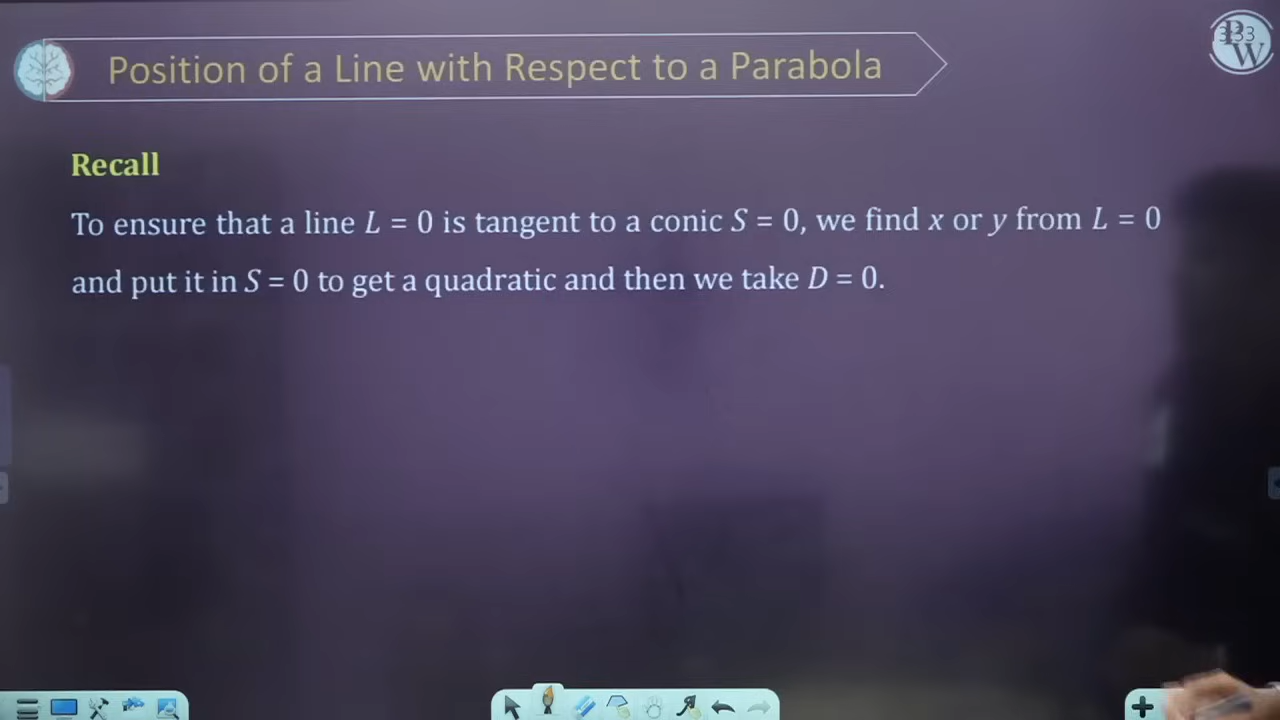 Position of a Line with Respect to a Parabola
PW
Recall
To ensure that a line L = 0 is tangent to a conic S = 0, we find x or y from L = 0
and put it in S = 0 to get a quadratic and then we take D = 0.